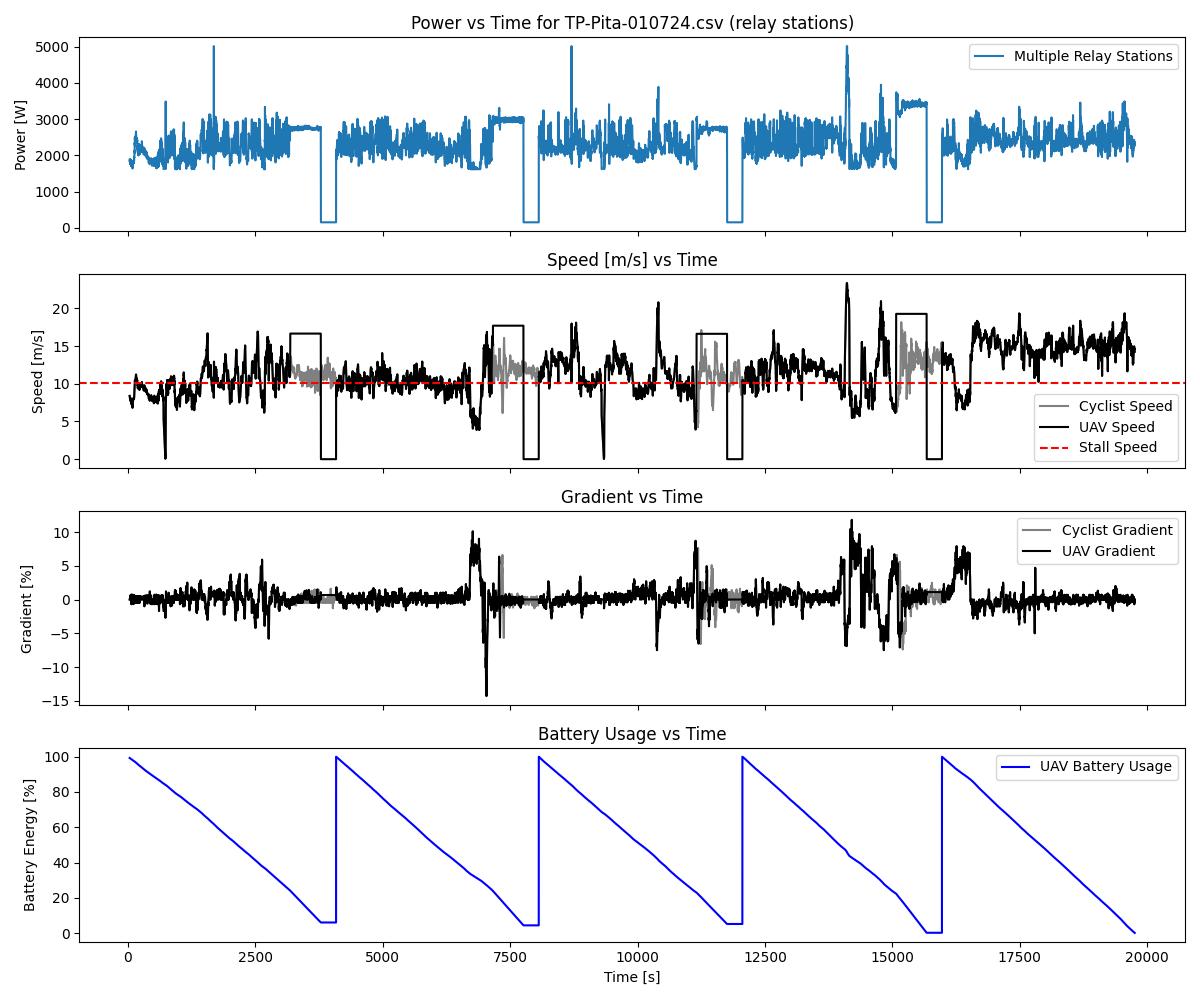 Power vs Time for TP-Pita-010724.csv (relay stations)
Power [W]
5000
4000
3000
2000
1000
0
Multiple Relay Stations
Speed [m/s] vs Time
Speed [m/s]
20
15
10
5
0
Cyclist Speed
UAV Speed
Stall Speed
Gradient vs Time
Gradient [%]
10
5
0
−5
−10
−15
Cyclist Gradient
UAV Gradient
Battery Usage vs Time
Battery Energy [%]
100
80
60
40
20
0
UAV Battery Usage
0 2500 5000 7500 10000 12500 15000 17500 20000
Time [s]